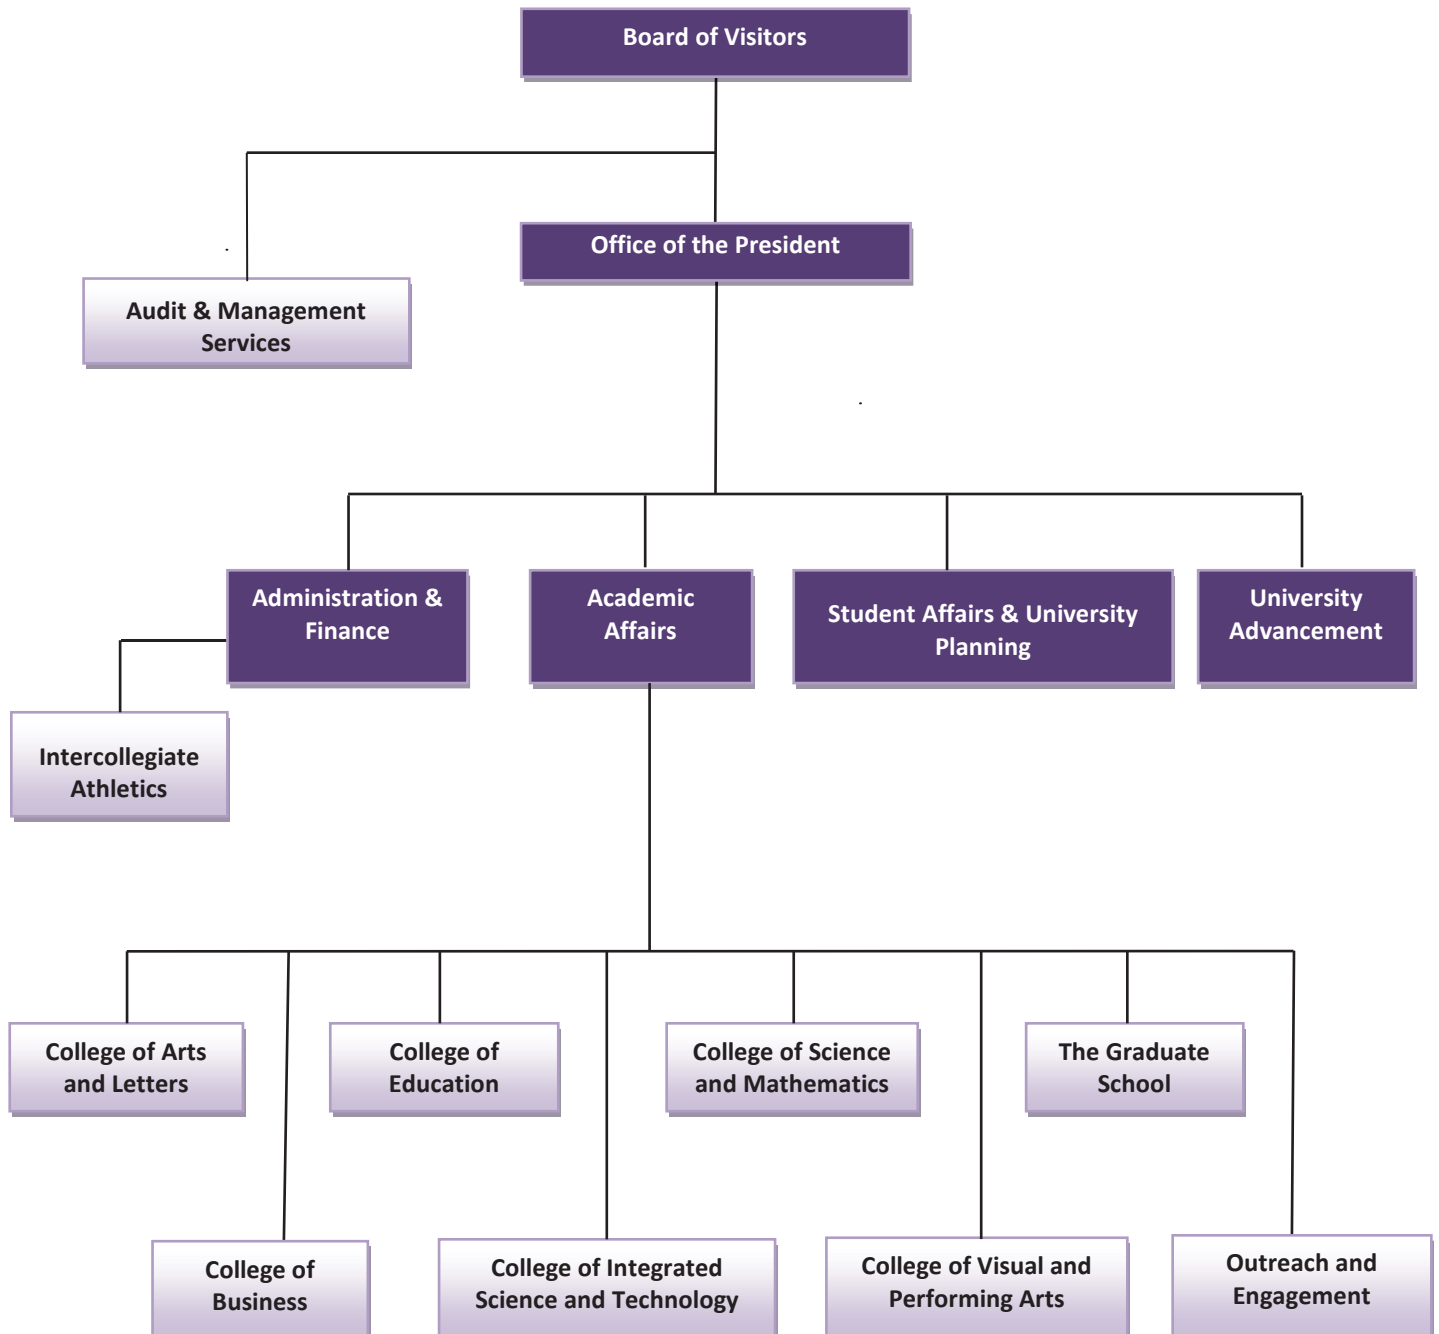 Board of Visitors
Office of the President
Audit & Management
Services
Administration &
Finance
Academic
Affairs
Student Affairs & University
Planning
University
Advancement
Intercollegiate
Athletics
College of Arts
and Letters
College of
Education
College of Science
and Mathematics
The Graduate
School
College of
Business
College of Integrated
Science and Technology
College of Visual and
Performing Arts
Outreach and
Engagement